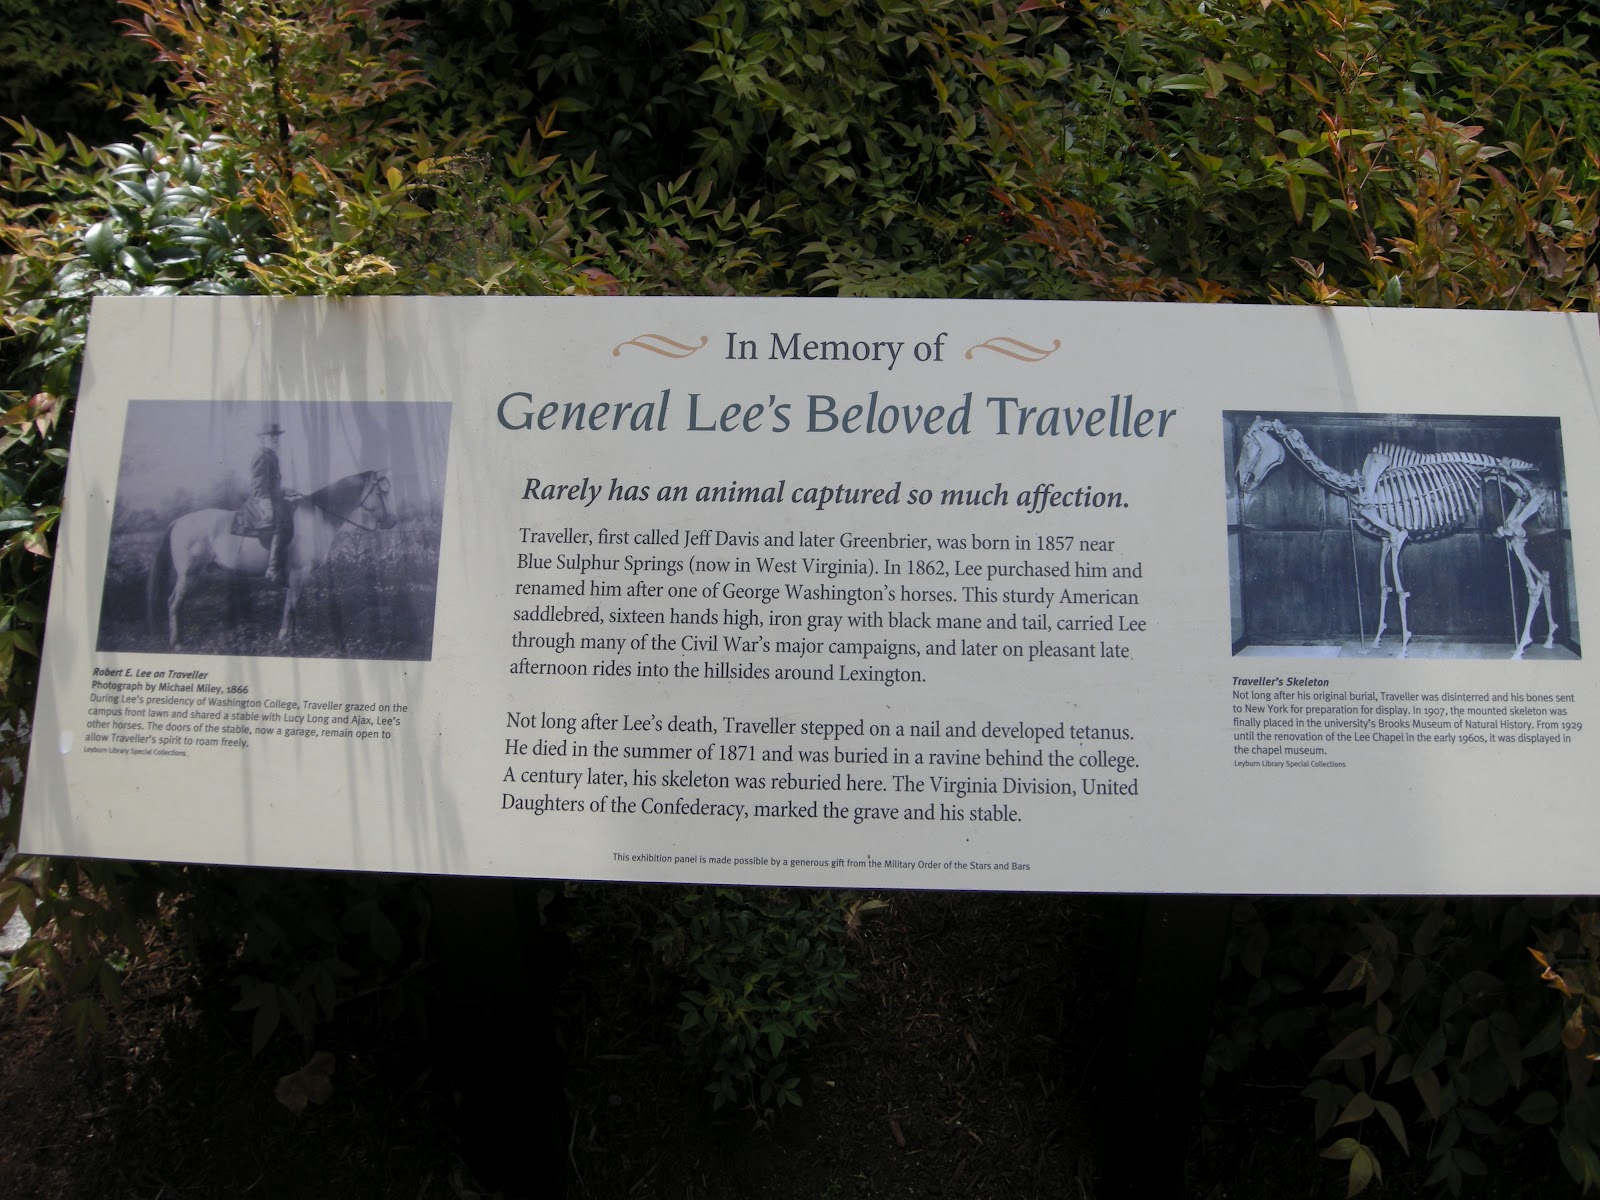 In Memory of
General Lee's Beloved Traveller
Rarely has an animal captured so much affection.
Traveller, first called Jeff Davis and later Greenbrier, was born in 1857 near
Blue Sulphur Springs (now in West Virginia). In 1862, Lee purchased him and
renamed him after one of George Washington's horses. This sturdy American
saddlebred, sixteen hands high, iron gray with black mane and tail, carried Lee
through many of the Civil War's major campaigns, and later on pleasant late
afternoon rides into the hillsides around Lexington.
Not long after Lee's death, Traveller stepped on a nail and developed tetanus.
He died in the summer of 1871 and was buried in a ravine behind the college.
A century later, his skeleton was reburied here. The Virginia Division, United
Daughters of the Confederacy, marked the grave and his stable.
This exhibition panel is made possible by a generous gift from the Military Order of the Stars and Bars
Robert E. Lee on Traveller
Photograph by Michael Miley, 1866
During Lee's presidency of Washington College, Traveller grazed on the
campus front lawn and shared a stable with Lucy Long and Ajax, Lee's
other horses. The doors of the stable, now a garage, remain open to
allow Traveller's spirit to roam freely.
Leyburn Library Special Collections
Traveller's Skeleton
Not long after his original burial, Traveller was disinterred and his bones sent
to New York for preparation for display. In 1907, the mounted skeleton was
finally placed in the university's Brooks Museum of Natural History. From 1929
until the renovation of the Lee Chapel in the early 1960s, it was displayed in
the chapel museum.
Leyburn Library Special Collections